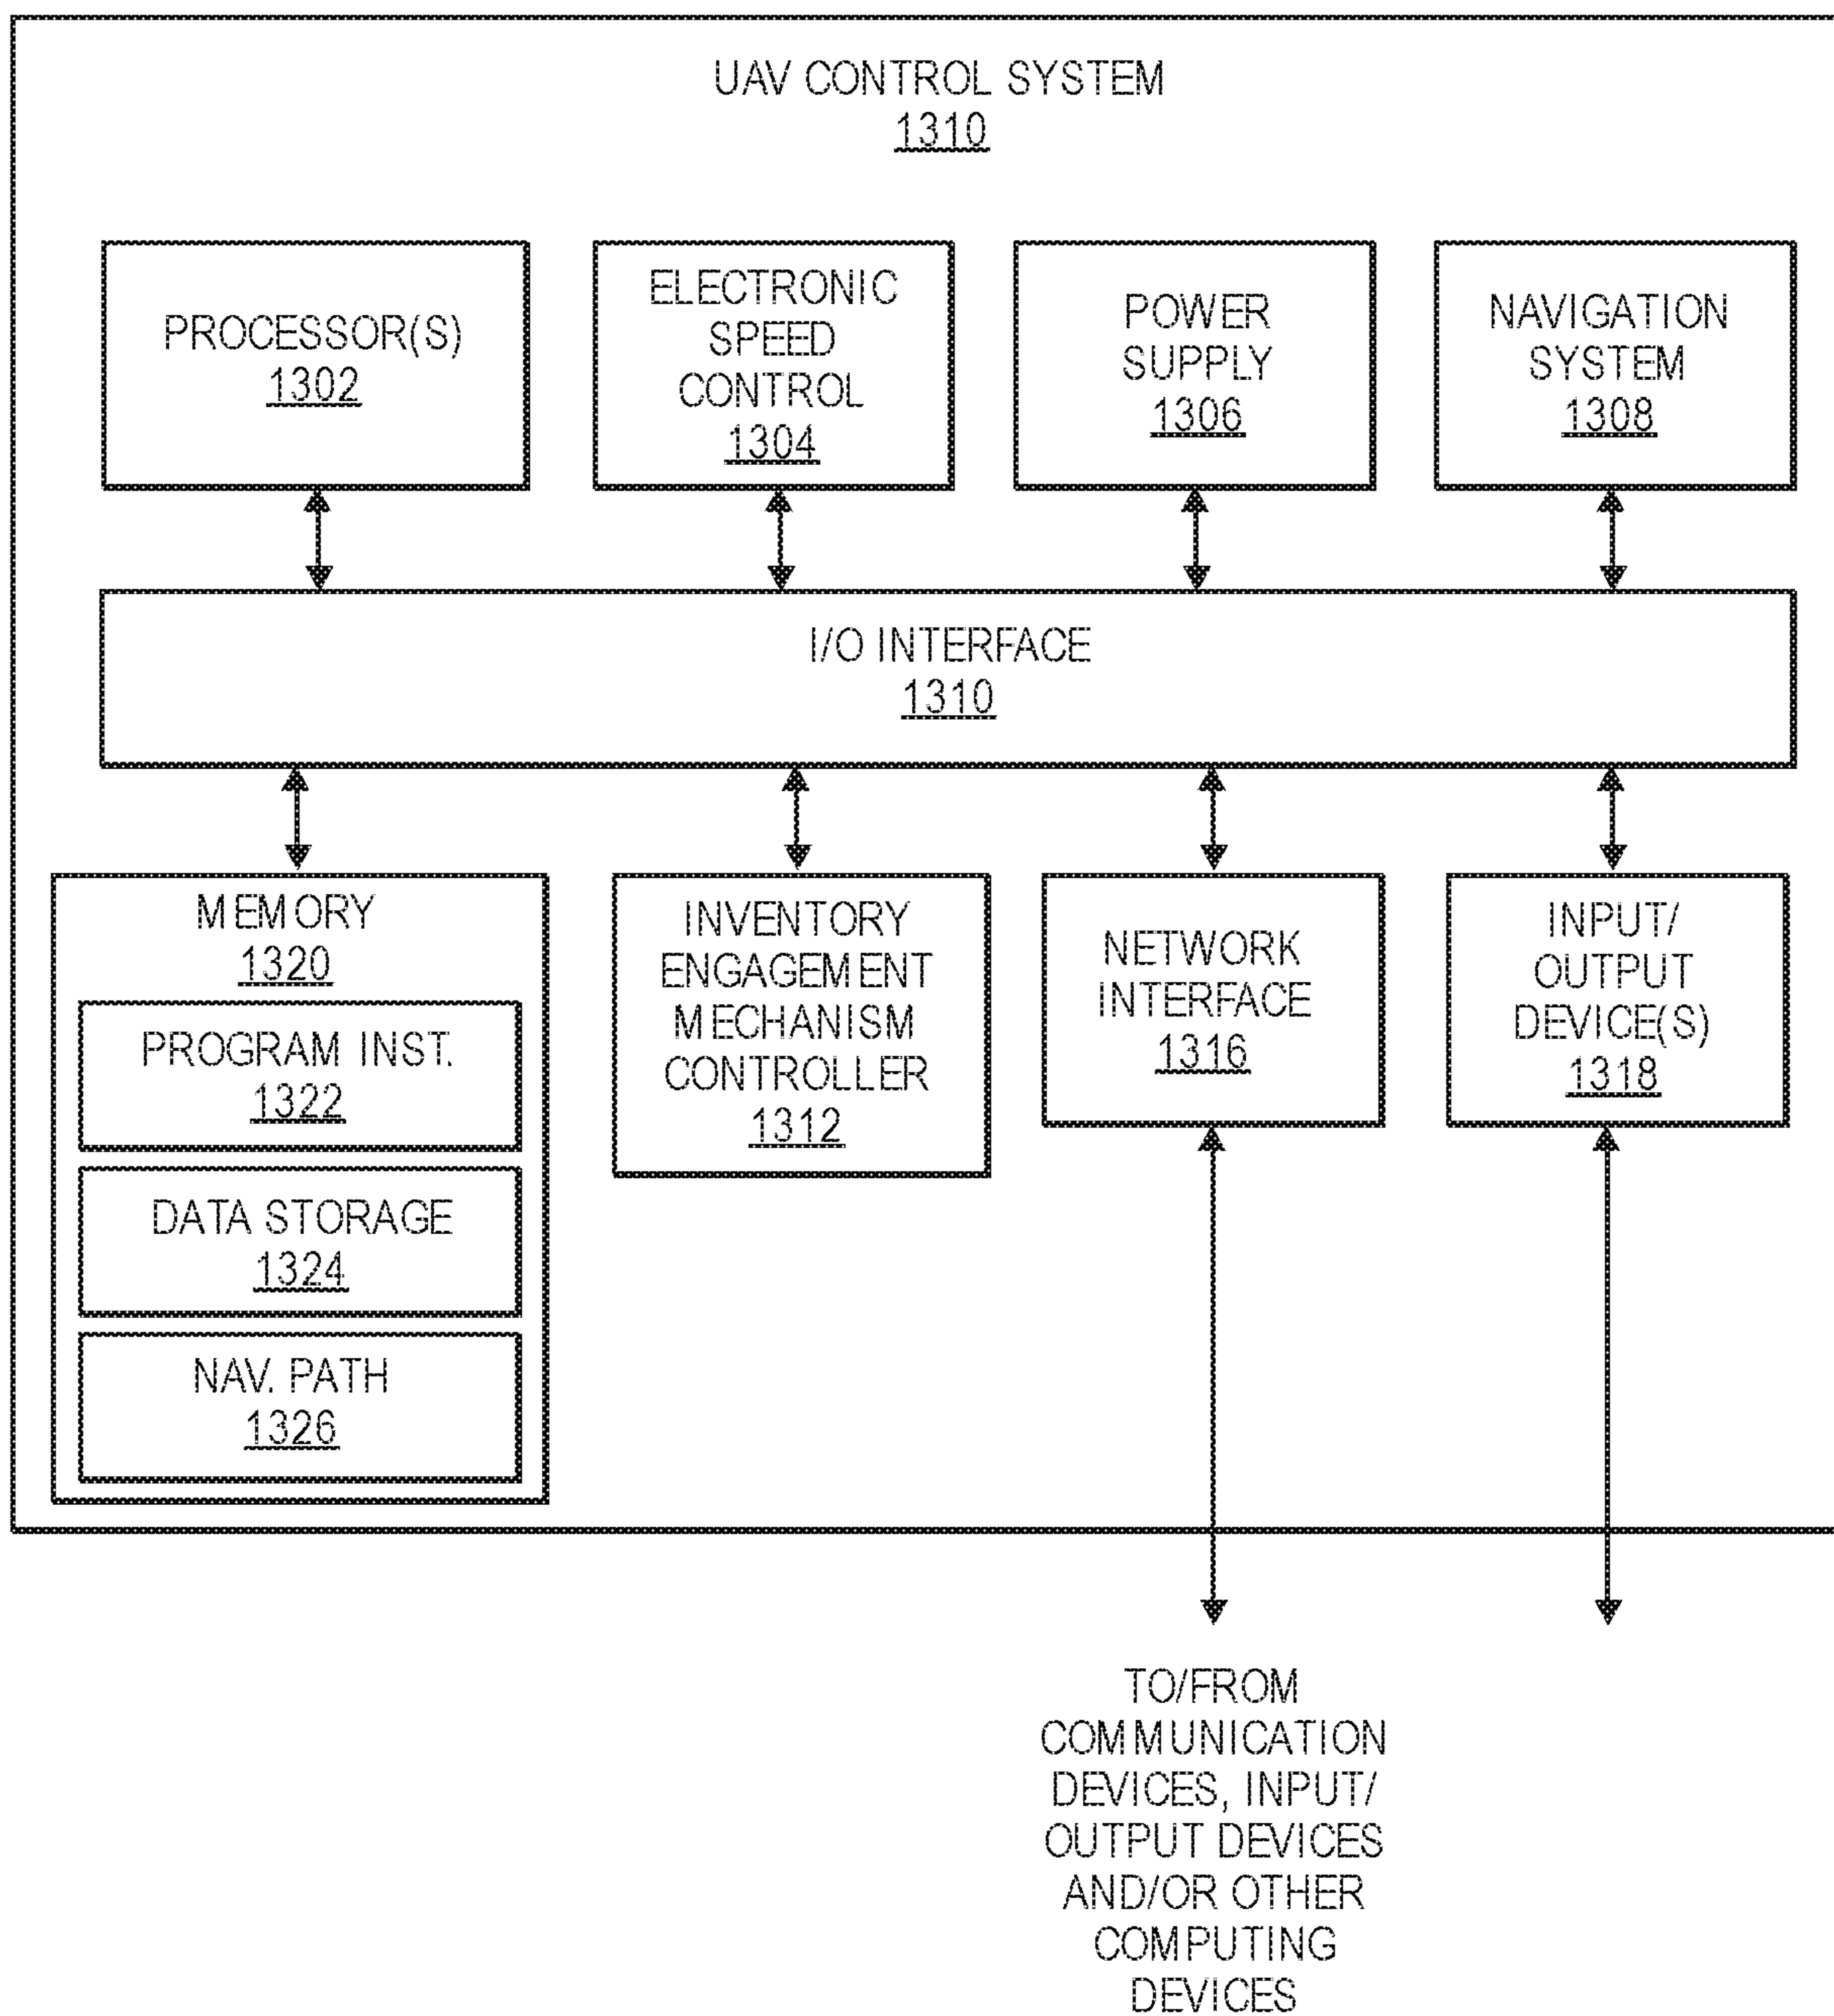 UAV CONTROL SYSTEM
1310
PROCESSOR(S)
1302
ELECTRONIC
SPEED
CONTROL
1304
POWER
SUPPLY
1306
NAVIGATION
SYSTEM
1308
I/O INTERFACE
1310
MEMORY
1320
PROGRAM INST.
1322
DATA STORAGE
1324
NAV. PATH
1326
INVENTORY
ENGAGEMENT
MECHANISM
CONTROLLER
1312
NETWORK
INTERFACE
1316
INPUT/
OUTPUT
DEVICE(S)
1318
TO/FROM
COMMUNICATION
DEVICES, INPUT/
OUTPUT DEVICES
AND/OR OTHER
COMPUTING
DEVICES